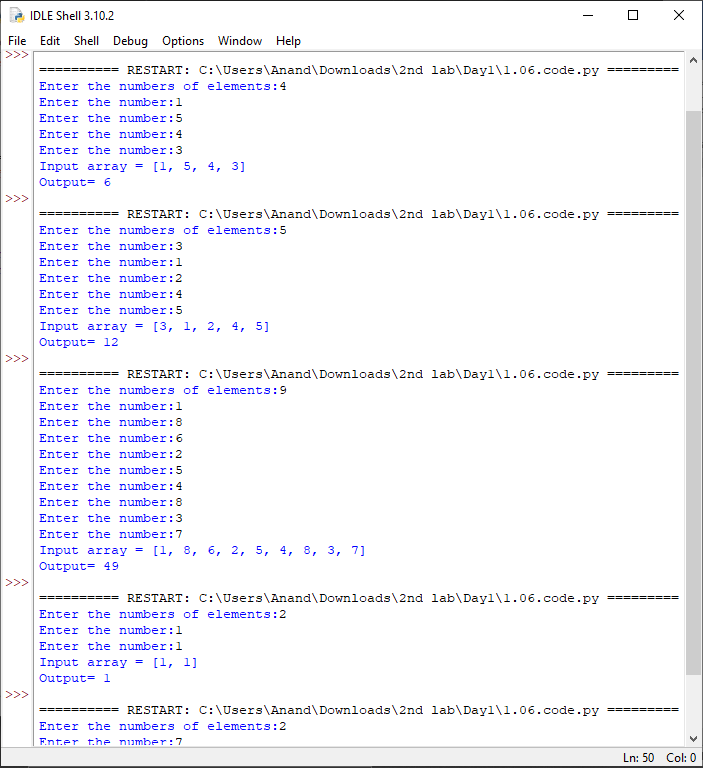 IDLE Shell 3.10.2
File Edit Shell Debug Options Window Help
>>>
========== RESTART: C:\Users\Anand\Downloads\2nd lab\Day1\1.06.code.py =========
Enter the numbers of elements:4
Enter the number:1
Enter the number:5
Enter the number:4
Enter the number:3
Input array = [1, 5, 4, 3]
Output= 6
>>>
========== RESTART: C:\Users\Anand\Downloads\2nd lab\Day1\1.06.code.py =========
Enter the numbers of elements:5
Enter the number:3
Enter the number:1
Enter the number:2
Enter the number:4
Enter the number:5
Input array = [3, 1, 2, 4, 5]
Output= 12
>>>
========== RESTART: C:\Users\Anand\Downloads\2nd lab\Day1\1.06.code.py =========
Enter the numbers of elements:9
Enter the number:1
Enter the number:8
Enter the number:6
Enter the number:2
Enter the number:5
Enter the number:4
Enter the number:8
Enter the number:3
Enter the number:7
Input array = [1, 8, 6, 2, 5, 4, 8, 3, 7]
Output= 49
>>>
========== RESTART: C:\Users\Anand\Downloads\2nd lab\Day1\1.06.code.py =========
Enter the numbers of elements:2
Enter the number:1
Enter the number:1
Input array = [1, 1]
Output= 1
>>>
========== RESTART: C:\Users\Anand\Downloads\2nd lab\Day1\1.06.code.py =========
Enter the numbers of elements:2
Enter the number:7
Ln: 50 Col: 0